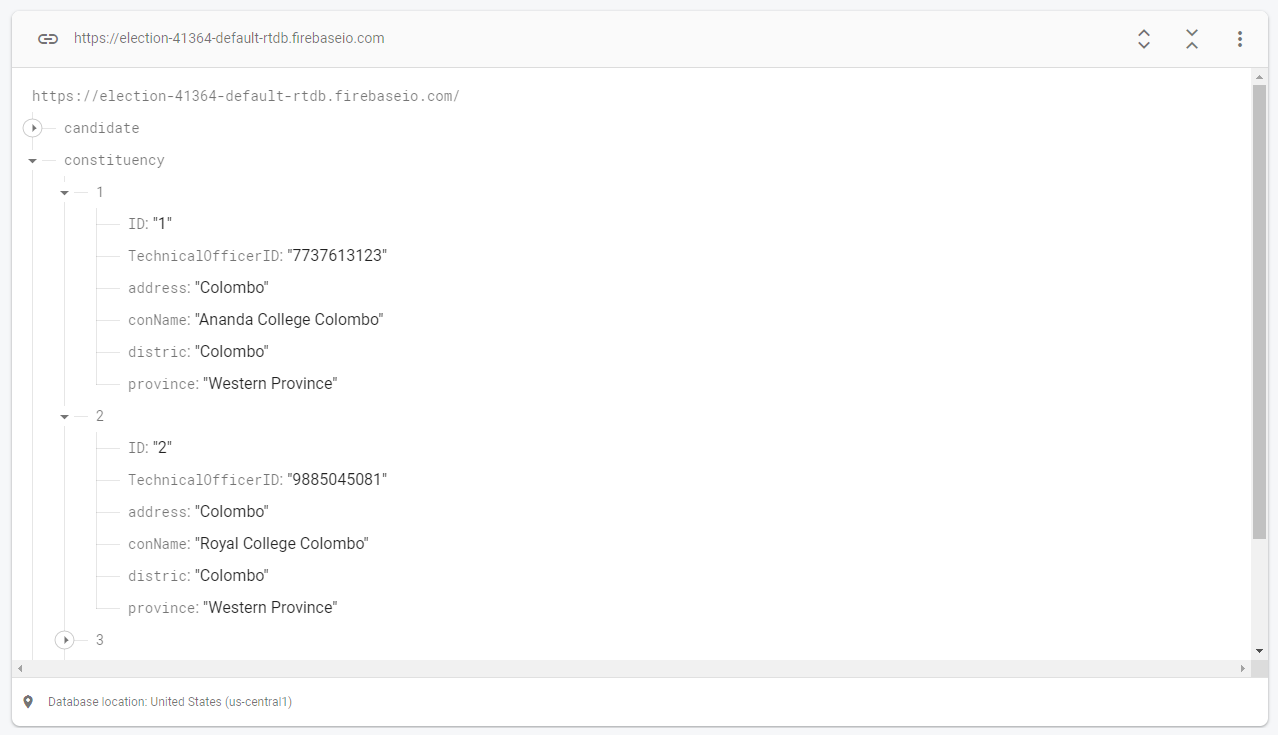 https://election-41364-default-rtdb.firebaseio.com
https://election-41364-default-rtdb.firebaseio.com/
candidate
constituency
1
ID: "1"
TechnicalOfficerID: "7737613123"
address: "Colombo"
conName: "Ananda College Colombo"
distric: "Colombo"
province: "Western Province"
2
ID: "2"
TechnicalOfficerID: "9885045081"
address: "Colombo"
conName: "Royal College Colombo"
distric: "Colombo"
province: "Western Province"
3
Database location: United States (us-central1)